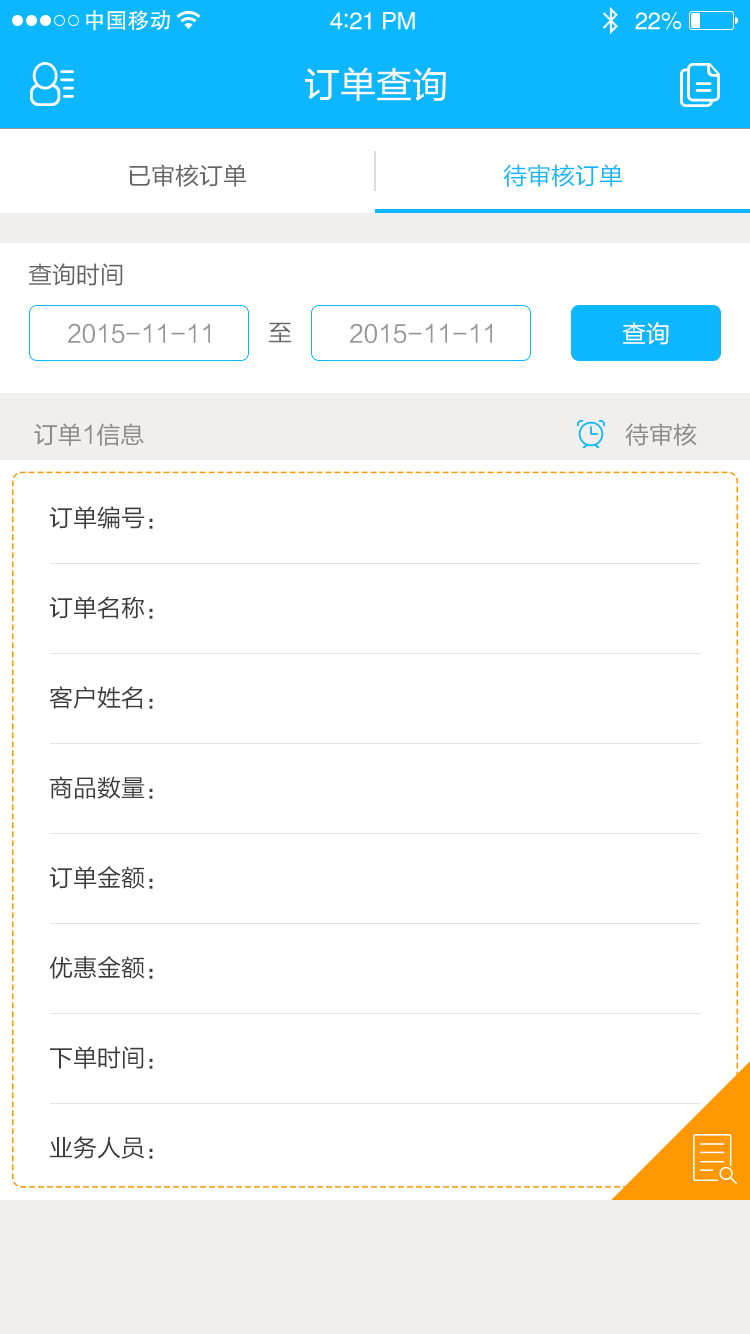 中国移动 4:21 PM 22%
订单查询
已审核订单 待审核订单
查询时间
2015-11-11 至 2015-11-11 查询
订单1信息 待审核
订单编号：
订单名称：
客户姓名：
商品数量：
订单金额：
优惠金额：
下单时间：
业务人员：